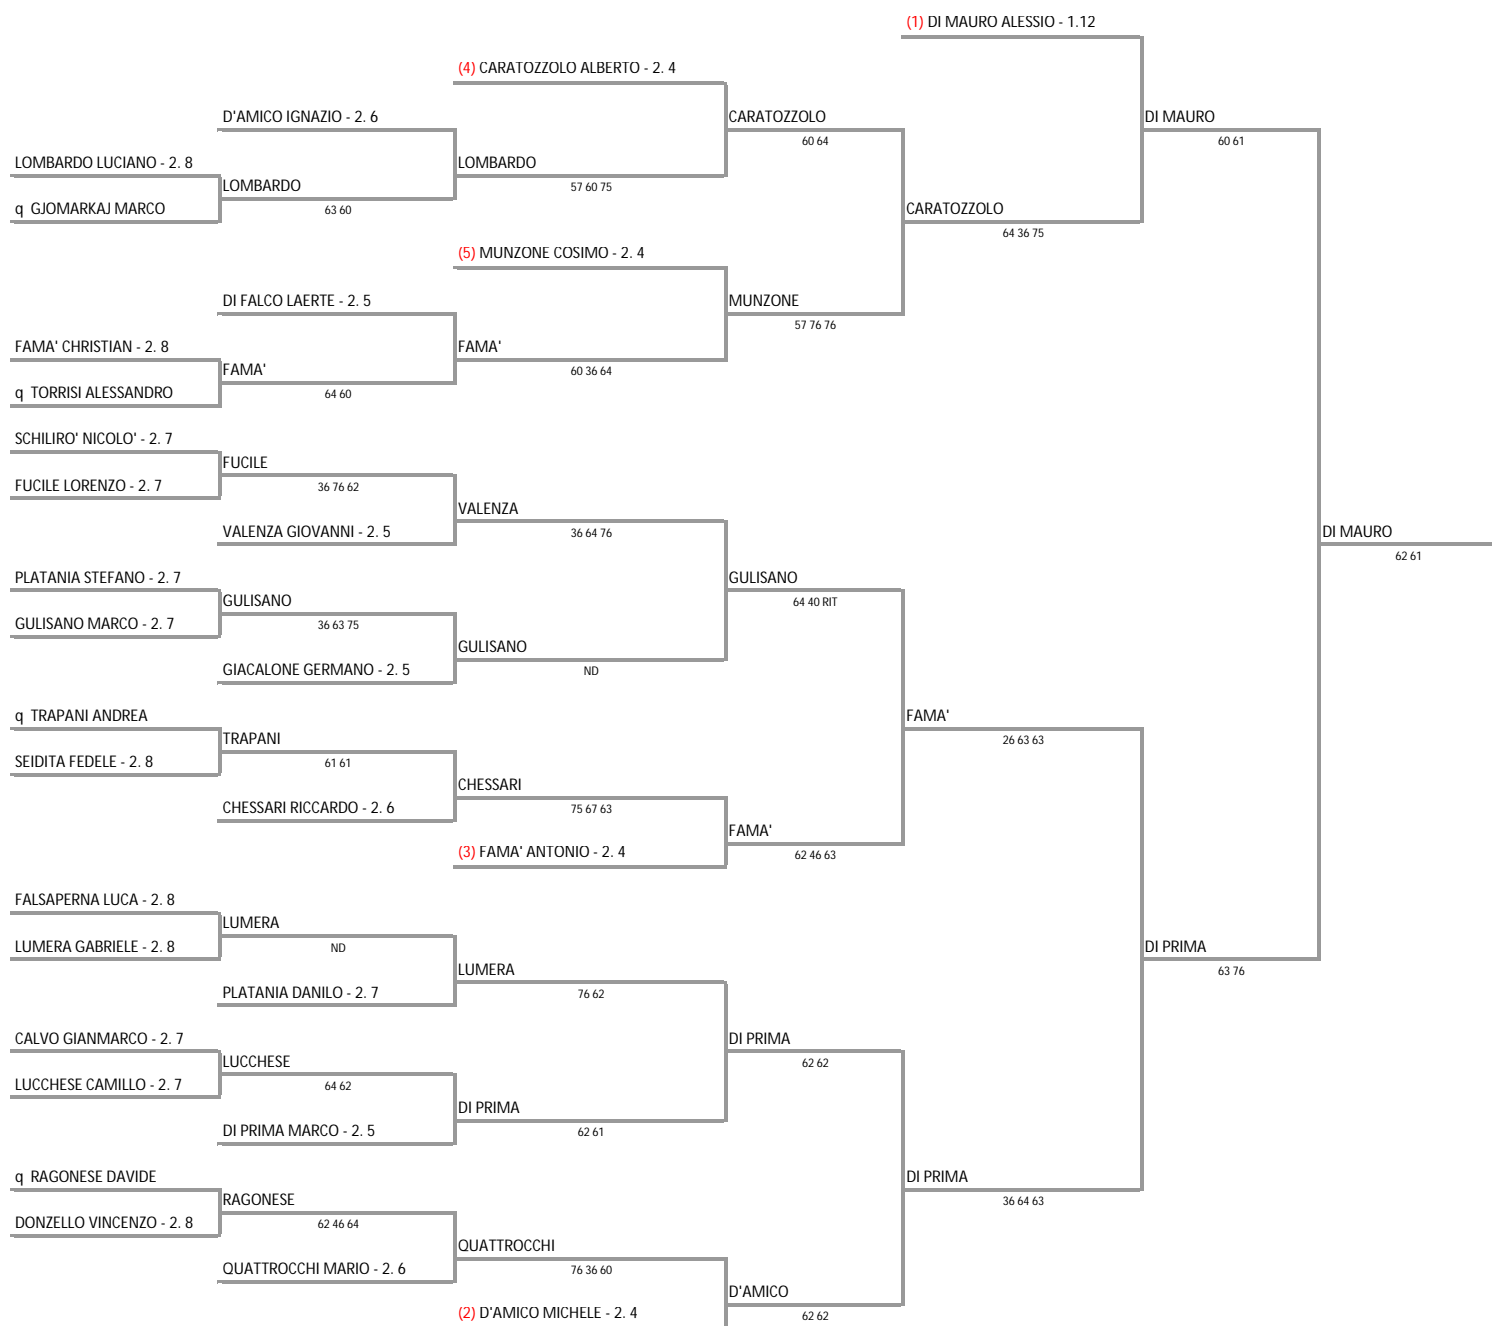 (1) DI MAURO ALESSIO - 1.12
(4) CARATOZZOLO ALBERTO - 2. 4
D'AMICO IGNAZIO - 2. 6
CARATOZZOLO
DI MAURO
60 64
60 61
LOMBARDO LUCIANO - 2. 8
LOMBARDO
LOMBARDO
57 60 75
q GJOMARKAJ MARCO
63 60
CARATOZZOLO
64 36 75
(5) MUNZONE COSIMO - 2. 4
DI FALCO LAERTE - 2. 5
MUNZONE
57 76 76
FAMA' CHRISTIAN - 2. 8
FAMA'
FAMA'
60 36 64
q TORRISI ALESSANDRO
64 60
SCHILIRO' NICOLO' - 2. 7
FUCILE
FUCILE LORENZO - 2. 7
36 76 62
VALENZA
VALENZA GIOVANNI - 2. 5
36 64 76
DI MAURO
62 61
PLATANIA STEFANO - 2. 7
GULISANO
GULISANO
64 40 RIT
GULISANO MARCO - 2. 7
36 63 75
GULISANO
GIACALONE GERMANO - 2. 5
ND
q TRAPANI ANDREA
FAMA'
TRAPANI
26 63 63
SEIDITA FEDELE - 2. 8
61 61
CHESSARI
CHESSARI RICCARDO - 2. 6
75 67 63
FAMA'
(3) FAMA' ANTONIO - 2. 4
62 46 63
FALSAPERNA LUCA - 2. 8
LUMERA
LUMERA GABRIELE - 2. 8
ND
DI PRIMA
LUMERA
63 76
PLATANIA DANILO - 2. 7
76 62
CALVO GIANMARCO - 2. 7
DI PRIMA
LUCCHESE
62 62
LUCCHESE CAMILLO - 2. 7
64 62
DI PRIMA
DI PRIMA MARCO - 2. 5
62 61
q RAGONESE DAVIDE
DI PRIMA
RAGONESE
36 64 63
DONZELLO VINCENZO - 2. 8
62 46 64
QUATTROCCHI
QUATTROCCHI MARIO - 2. 6
76 36 60
D'AMICO
(2) D'AMICO MICHELE - 2. 4
62 62